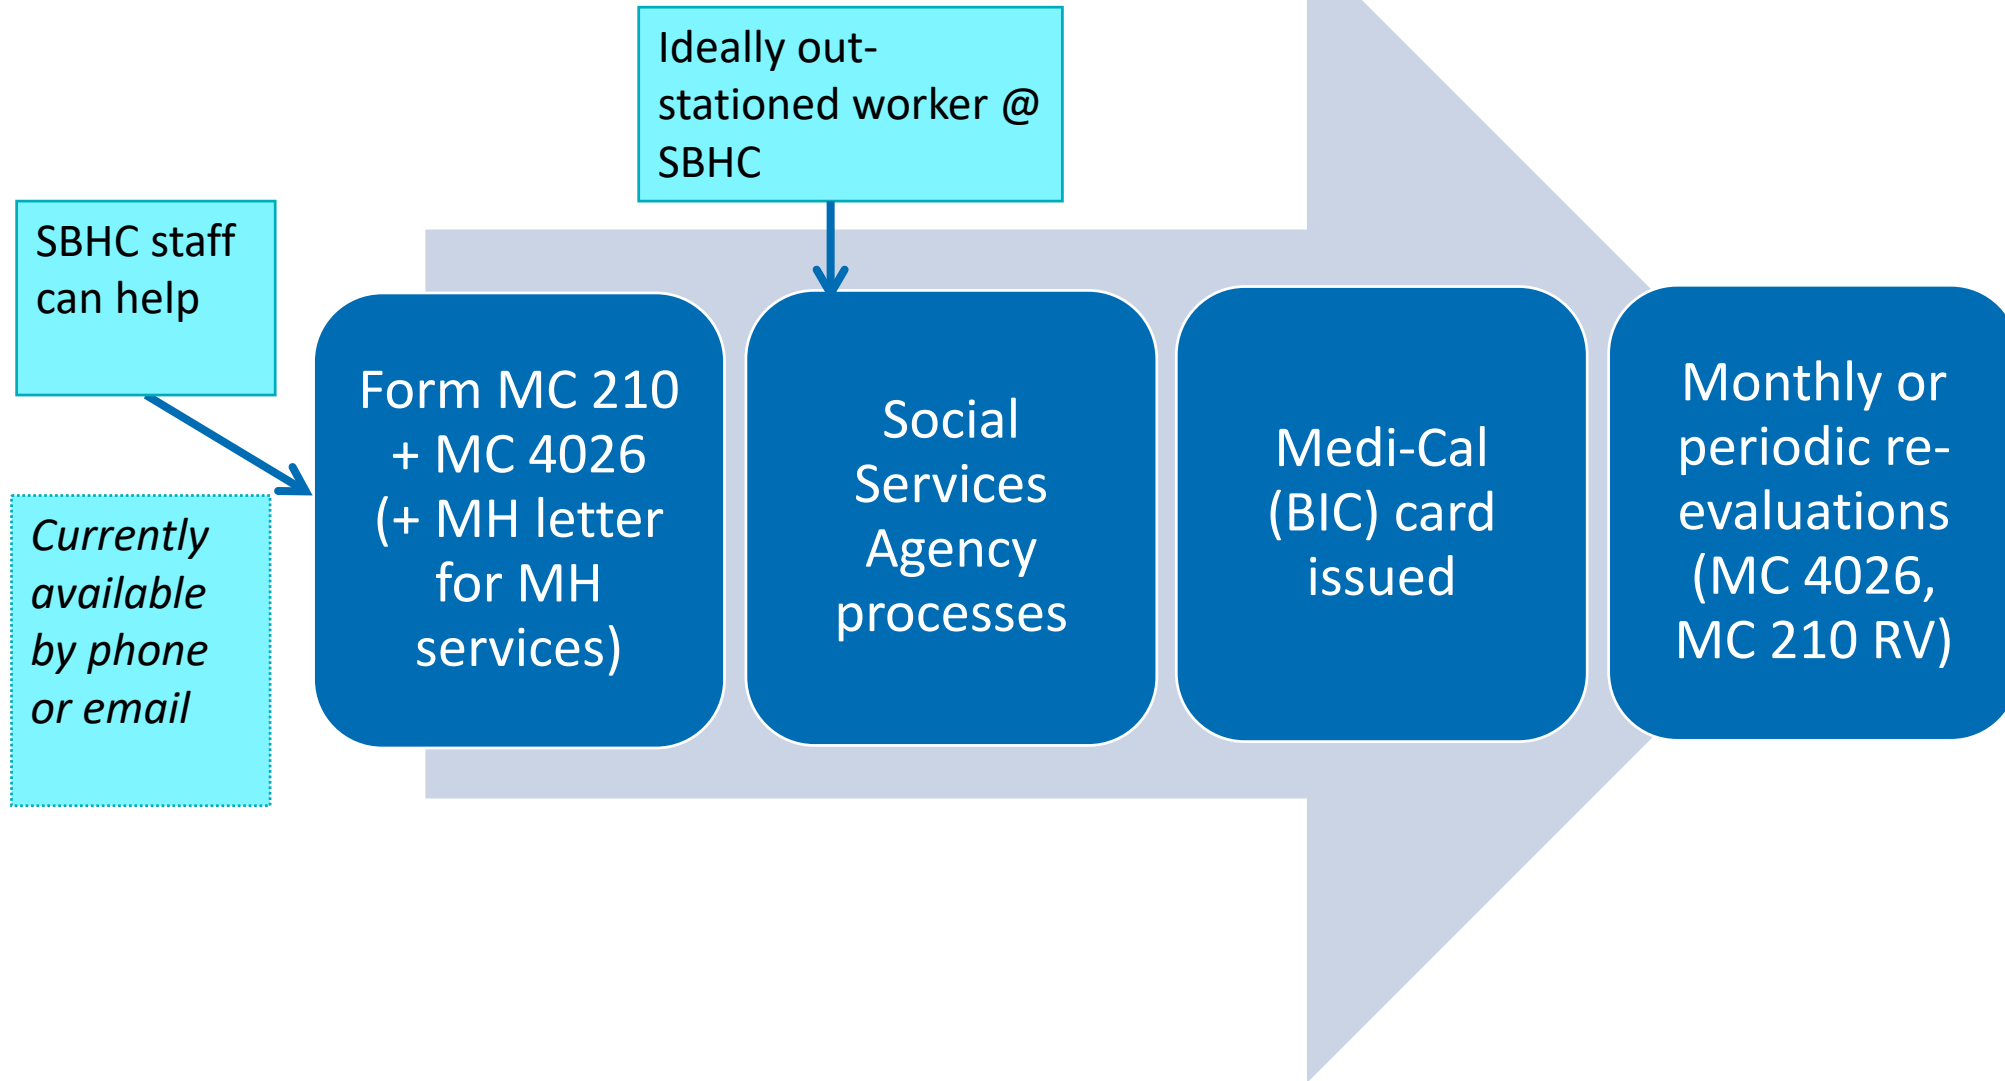 Ideally out-
stationed worker @
SBHC
SBHC staff
can help
Currently
available
by phone
or email
Form MC 210
+ MC 4026
(+ MH letter
for MH
services)
Social
Services
Agency
processes
Medi-Cal
(BIC) card
issued
Monthly or
periodic re-
evaluations
(MC 4026,
MC 210 RV)